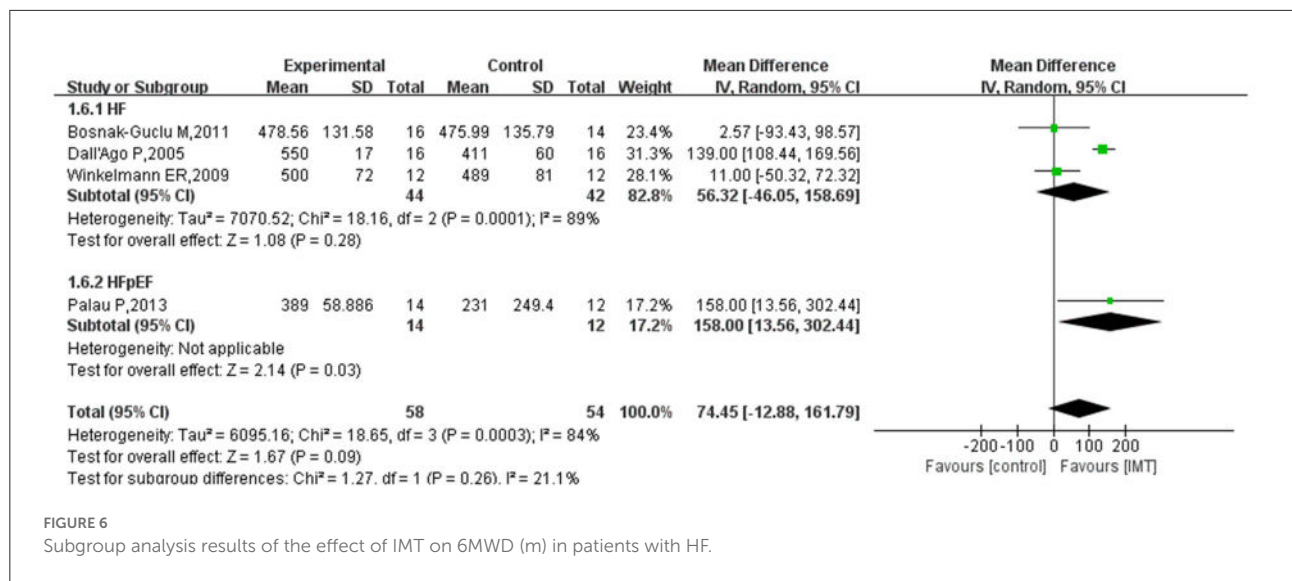 Experimental Control Mean Difference Mean Difference
Study or Subgroup Mean SD Total Mean SD Total Weight IV, Random, 95% CI IV, Random, 95% CI
1.6.1 HF
Bosnak-Guclu M,2011 478.56 131.58 16 475.99 135.79 14 23.4% 2.57 [-93.43, 98.57]
Dall'Ago P,2005 550 17 16 411 60 16 31.3% 139.00 [108.44, 169.56]
Winkelmann ER,2009 500 72 12 489 81 12 28.1% 11.00 [-50.32, 72.32]
Subtotal (95% CI) 44 42 82.8% 56.32 [-46.05, 158.69]
Heterogeneity: Tau² = 7070.52; Chi² = 18.16, df = 2 (P = 0.0001); I² = 89%
Test for overall effect: Z = 1.08 (P = 0.28)
1.6.2 HFpEF
Palau P,2013 389 58.886 14 231 249.4 12 17.2% 158.00 [13.56, 302.44]
Subtotal (95% CI) 14 12 17.2% 158.00 [13.56, 302.44]
Heterogeneity: Not applicable
Test for overall effect: Z = 2.14 (P = 0.03)
Total (95% CI) 58 54 100.0% 74.45 [-12.88, 161.79]
Heterogeneity: Tau² = 6095.16; Chi² = 18.65, df = 3 (P = 0.0003); I² = 84%
Test for overall effect: Z = 1.67 (P = 0.09)
Test for subgroup differences: Chi² = 1.27, df = 1 (P = 0.26), I² = 21.1%
-200 -100 0 100 200
Favours [control] Favours [IMT]
FIGURE 6
Subgroup analysis results of the effect of IMT on 6MWD (m) in patients with HF.